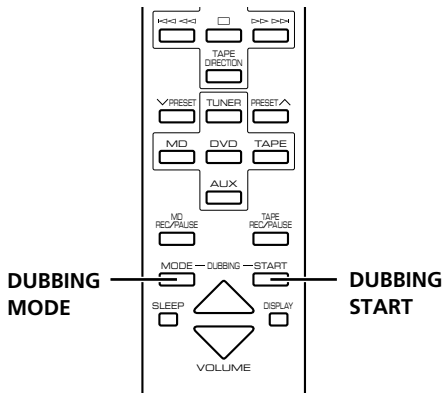 TAPE
DIRECTION
PRESET TUNER PRESET
MD DVD TAPE
AUX
MD
REC/PAUSE
TAPE
REC/PAUSE
MODE — DUBBING — START
DUBBING
MODE
DUBBING
START
SLEEP DISPLAY
VOLUME